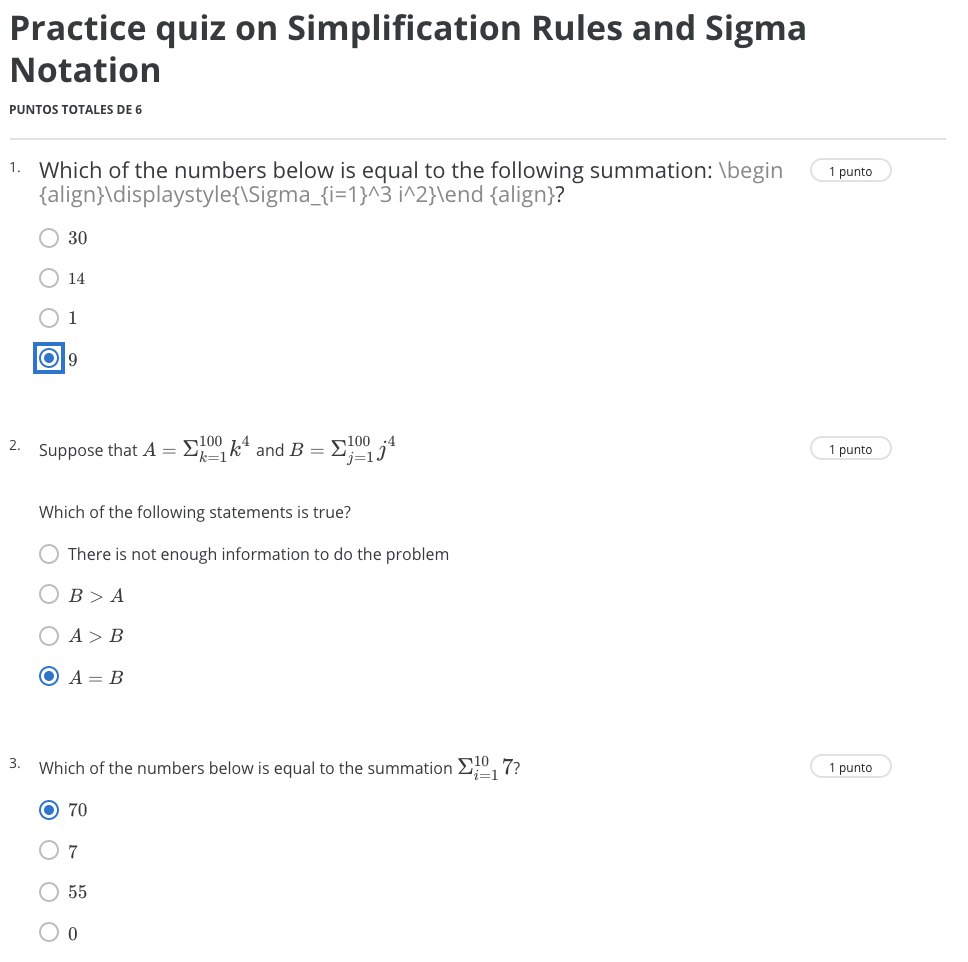 Practice quiz on Simplification Rules and Sigma
Notation
PUNTOS TOTALES DE 6
1. Which of the numbers below is equal to the following summation: \begin 1 punto
{align}\displaystyle{\Sigma_{i=1}^3 i^2}\end {align}?
30
14
1
9
2. Suppose that A = Σ_{k=1}^{100} k^4 and B = Σ_{j=1}^{100} j^4 1 punto
Which of the following statements is true?
There is not enough information to do the problem
B > A
A > B
A = B
3. Which of the numbers below is equal to the summation Σ_{i=1}^{10} 7? 1 punto
70
7
55
0